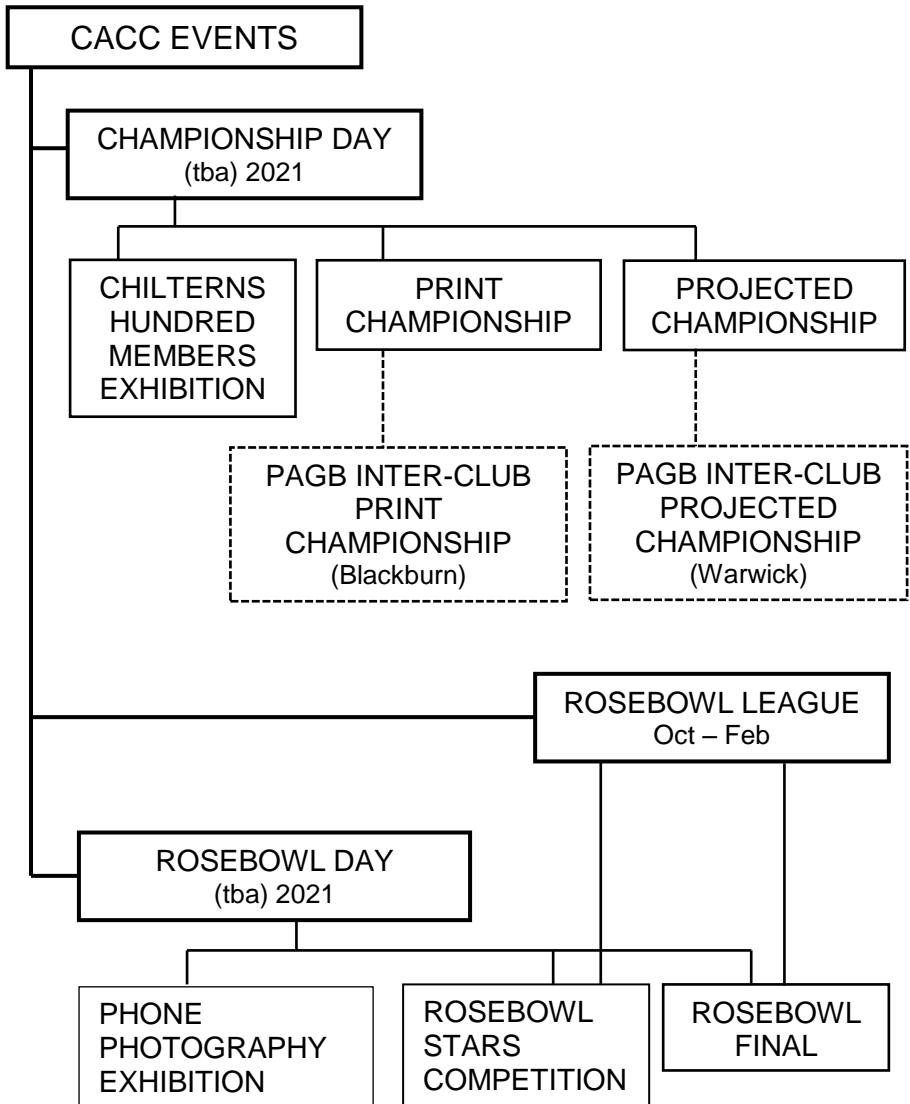 CACC EVENTS
CHAMPIONSHIP DAY
(tba) 2021
CHILTERNS
HUNDRED
MEMBERS
EXHIBITION
PRINT
CHAMPIONSHIP
PROJECTED
CHAMPIONSHIP
PAGB INTER-CLUB
PRINT
CHAMPIONSHIP
(Blackburn)
PAGB INTER-CLUB
PROJECTED
CHAMPIONSHIP
(Warwick)
ROSEBOWL LEAGUE
Oct – Feb
ROSEBOWL DAY
(tba) 2021
PHONE
PHOTOGRAPHY
EXHIBITION
ROSEBOWL
STARS
COMPETITION
ROSEBOWL
FINAL